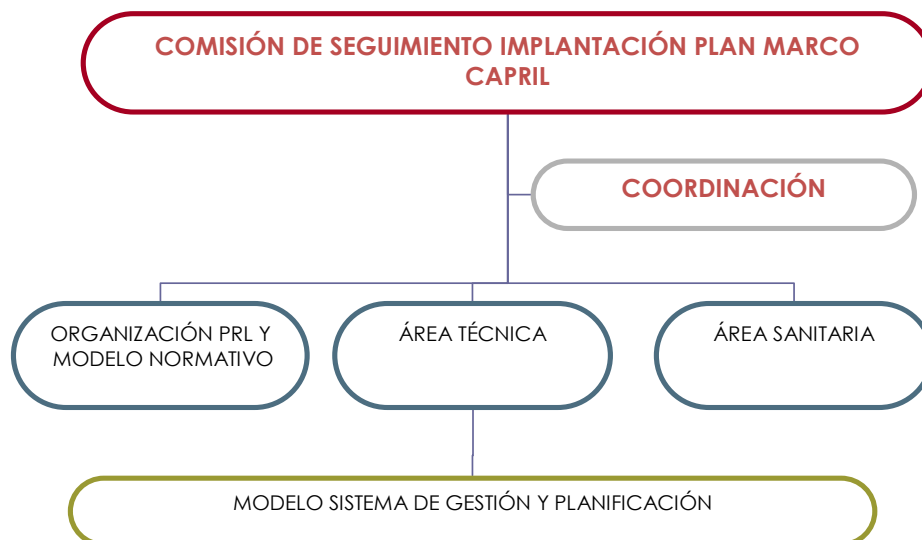 COMISIÓN DE SEGUIMIENTO IMPLANTACIÓN PLAN MARCO
CAPRIL
COORDINACIÓN
ORGANIZACIÓN PRL Y
MODELO NORMATIVO
ÁREA TÉCNICA
ÁREA SANITARIA
MODELO SISTEMA DE GESTIÓN Y PLANIFICACIÓN